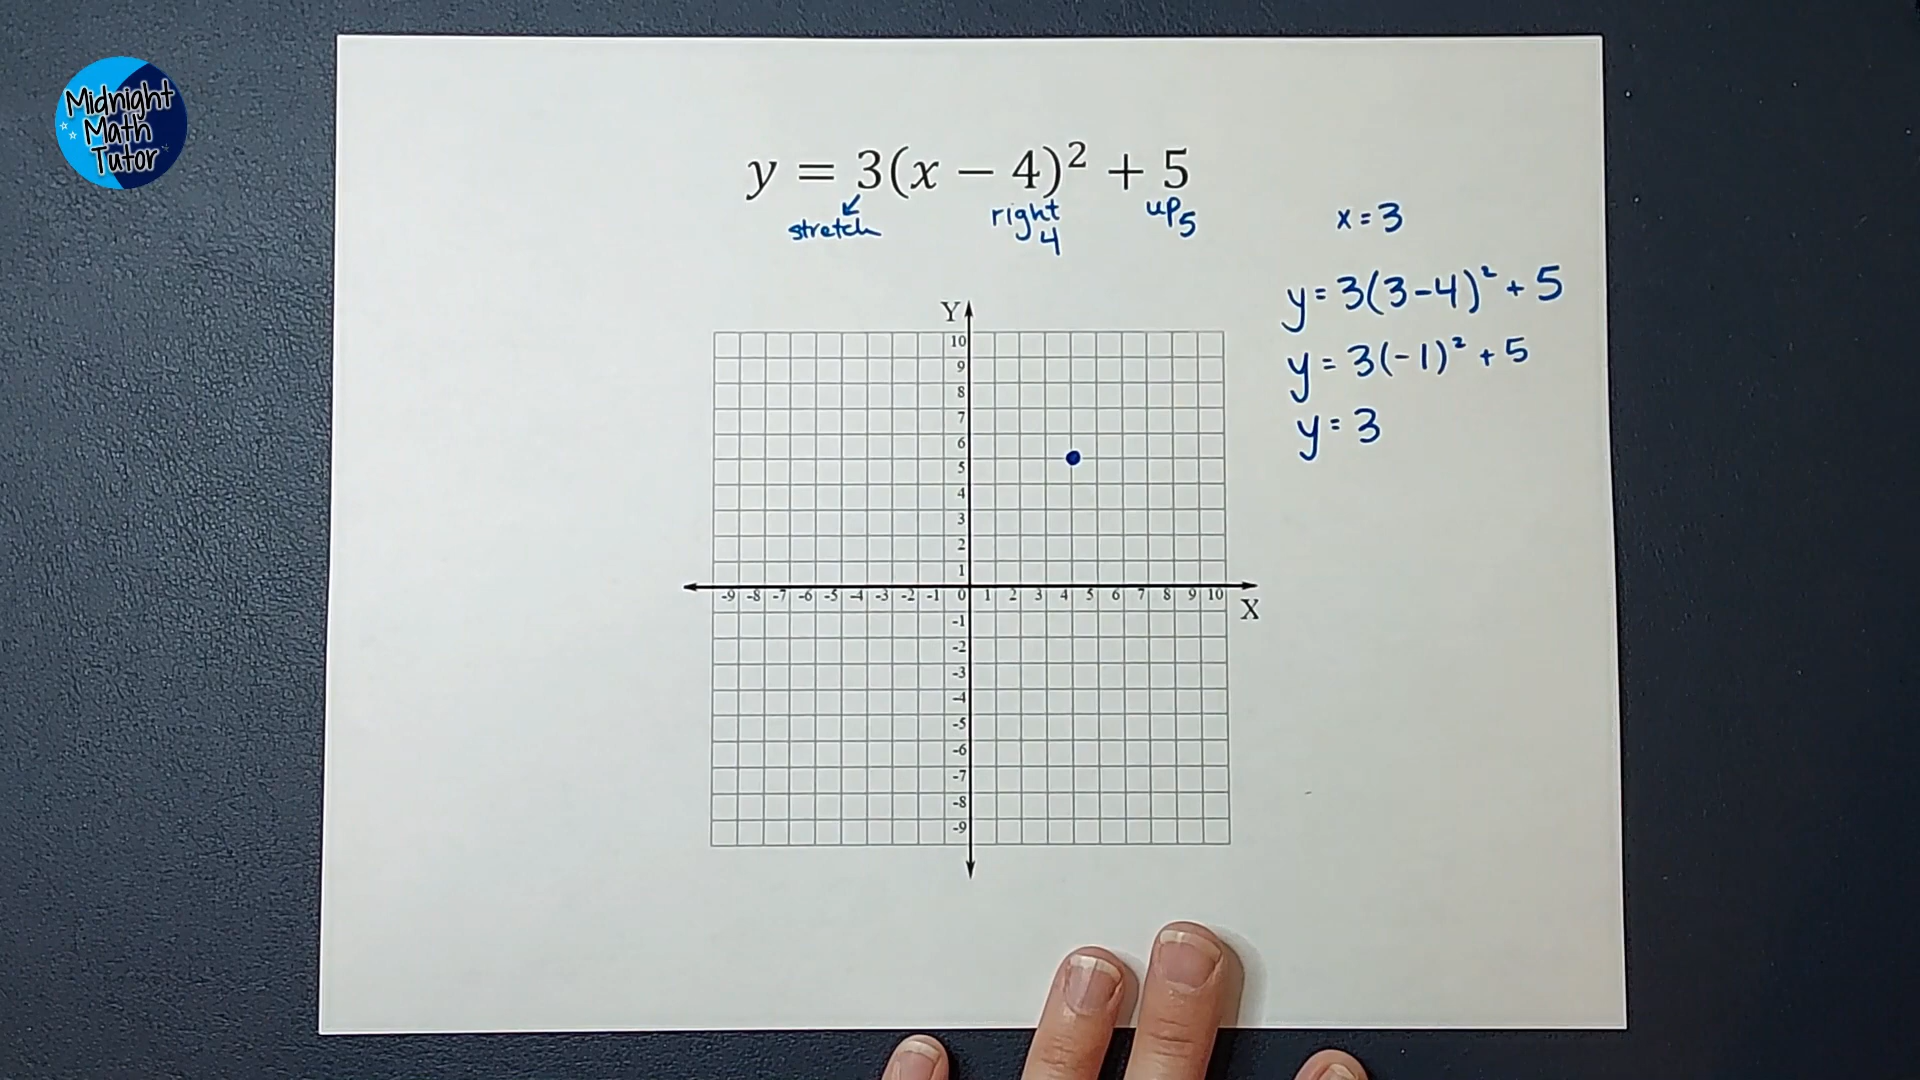 Midnight
Math
Tutor
y = 3(x − 4)² + 5
stretch
right
4
up 5
x = 3
y = 3(3-4)² + 5
y = 3(-1)² + 5
y = 3
Y
10
9
8
7
6
5
4
3
2
1
-9 -8 -7 -6 -5 -4 -3 -2 -1 0 1 2 3 4 5 6 7 8 9 10
X
-1
-2
-3
-4
-5
-6
-7
-8
-9